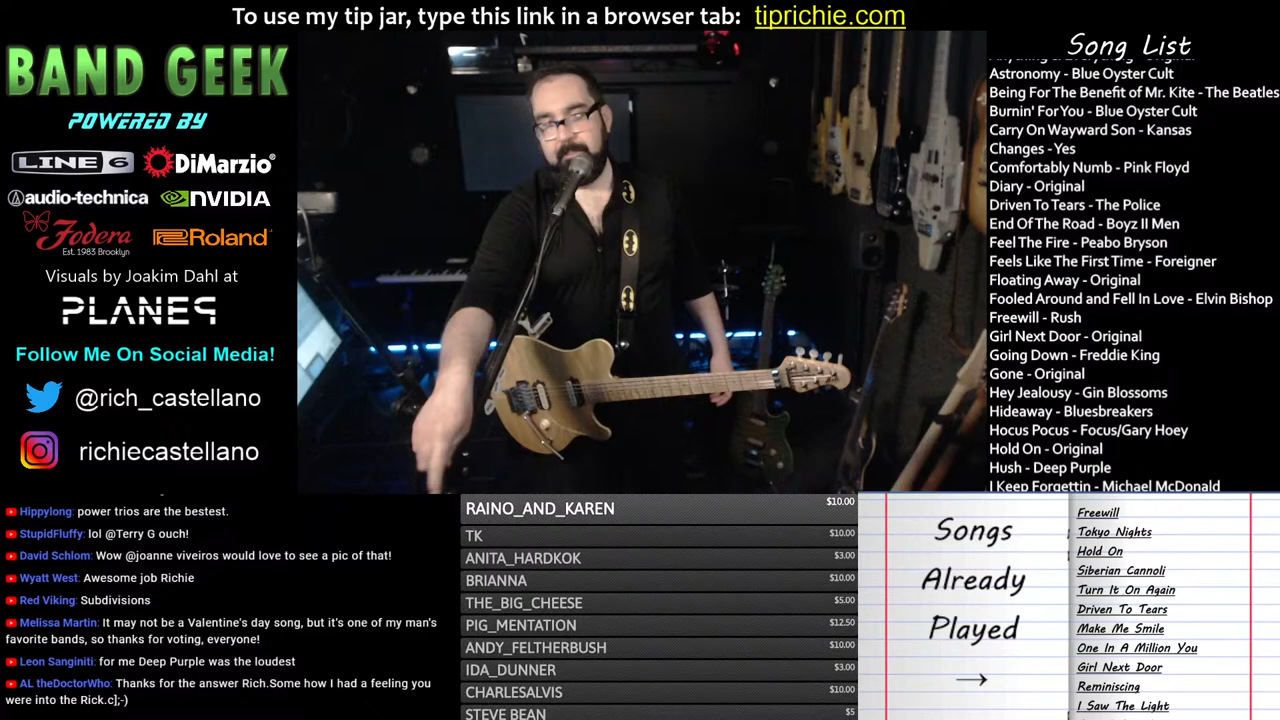 To use my tip jar, type this link in a browser tab: tiprichie.com
BAND GEEK
POWERED BY
LINE 6
DiMarzio
audio-technica
NVIDIA
Fodera
Est. 1983 Brooklyn
Roland
Visuals by Joakim Dahl at
PLANE9
Follow Me On Social Media!
@rich_castellano
richiecastellano
Song List
Astronomy - Blue Oyster Cult
Being For The Benefit of Mr. Kite - The Beatles
Burnin' For You - Blue Oyster Cult
Carry On Wayward Son - Kansas
Changes - Yes
Comfortably Numb - Pink Floyd
Diary - Original
Driven To Tears - The Police
End Of The Road - Boyz II Men
Feel The Fire - Peabo Bryson
Feels Like The First Time - Foreigner
Floating Away - Original
Fooled Around and Fell In Love - Elvin Bishop
Freewill - Rush
Girl Next Door - Original
Going Down - Freddie King
Gone - Original
Hey Jealousy - Gin Blossoms
Hideaway - Bluesbreakers
Hocus Pocus - Focus/Gary Hoey
Hold On - Original
Hush - Deep Purple
I Keep Forgettin - Michael McDonald
Hippylong: power trios are the bestest.
StupidFluffy: lol @Terry G ouch!
David Schlom: Wow @joanne viveiros would love to see a pic of that!
Wyatt West: Awesome job Richie
Red Viking: Subdivisions
Melissa Martin: It may not be a Valentine's day song, but it's one of my man's
favorite bands, so thanks for voting, everyone!
Leon Sanginiti: for me Deep Purple was the loudest
AL theDoctorWho: Thanks for the answer Rich.Some how I had a feeling you
were into the Rick.c];-)
RAINO_AND_KAREN $10.00
TK $10.00
ANITA_HARDKOK $3.00
BRIANNA $10.00
THE_BIG_CHEESE $5.00
PIG_MENTATION $12.50
ANDY_FELTHERBUSH $10.00
IDA_DUNNER $3.00
CHARLESALVIS $10.00
STEVE BEAN $5
Songs
Already
Played
→
Freewill
Tokyo Nights
Hold On
Siberian Cannoli
Turn It On Again
Driven To Tears
Make Me Smile
One In A Million You
Girl Next Door
Reminiscing
I Saw The Light